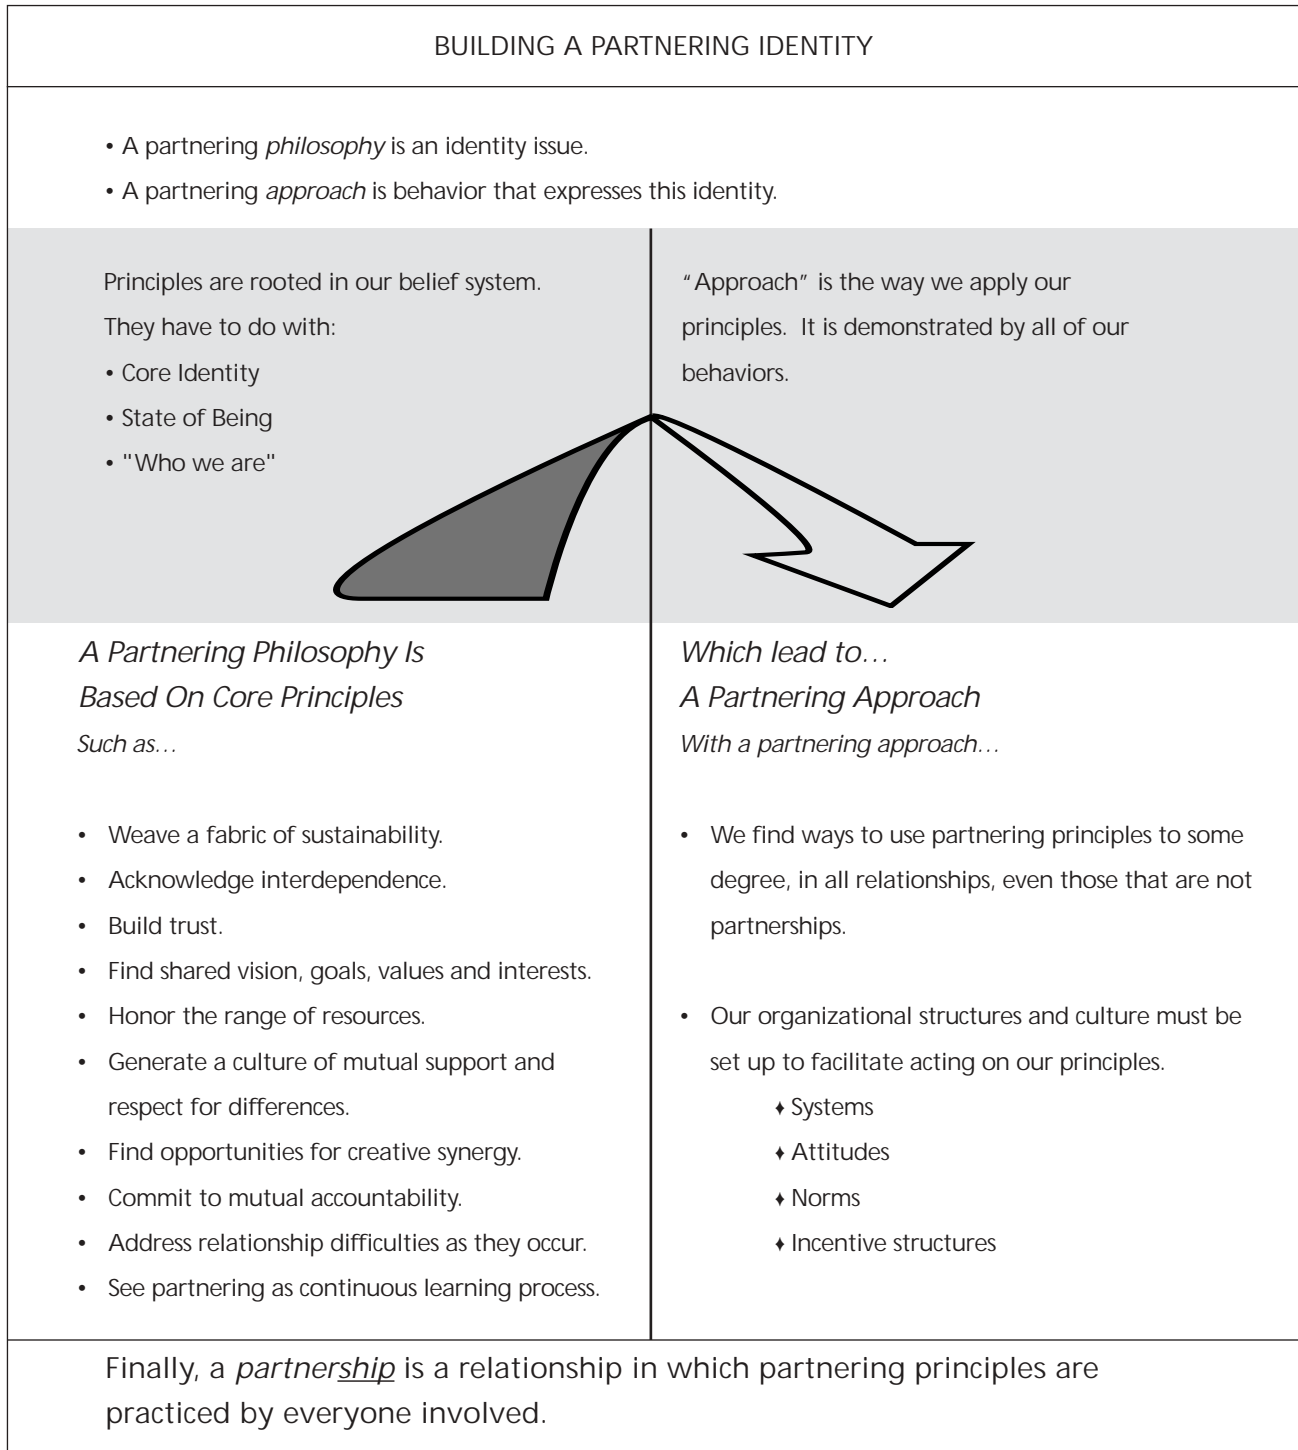 BUILDING A PARTNERING IDENTITY
• A partnering philosophy is an identity issue.
• A partnering approach is behavior that expresses this identity.
Principles are rooted in our belief system.
They have to do with:
• Core Identity
• State of Being
• "Who we are"
“Approach” is the way we apply our
principles. It is demonstrated by all of our
behaviors.
A Partnering Philosophy Is
Based On Core Principles
Such as…
• Weave a fabric of sustainability.
• Acknowledge interdependence.
• Build trust.
• Find shared vision, goals, values and interests.
• Honor the range of resources.
• Generate a culture of mutual support and
respect for differences.
• Find opportunities for creative synergy.
• Commit to mutual accountability.
• Address relationship difficulties as they occur.
• See partnering as continuous learning process.
Which lead to…
A Partnering Approach
With a partnering approach…
• We find ways to use partnering principles to some
degree, in all relationships, even those that are not
partnerships.
• Our organizational structures and culture must be
set up to facilitate acting on our principles.
♦ Systems
♦ Attitudes
♦ Norms
♦ Incentive structures
Finally, a partnership is a relationship in which partnering principles are
practiced by everyone involved.